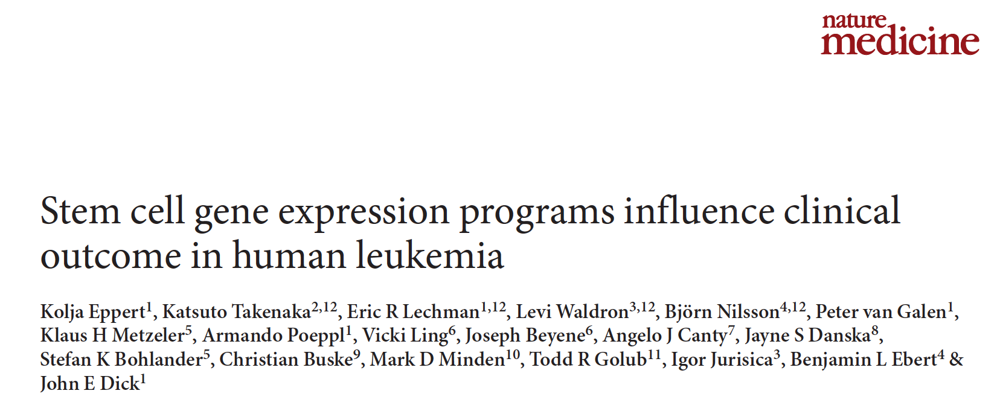 nature
medicine
Stem cell gene expression programs influence clinical
outcome in human leukemia
Kolja Eppert1, Katsuto Takenaka2,12, Eric R Lechman1,12, Levi Waldron3,12, Björn Nilsson4,12, Peter van Galen1,
Klaus H Metzeler5, Armando Poeppl1, Vicki Ling6, Joseph Beyene6, Angelo J Canty7, Jayne S Danska8,
Stefan K Bohlander5, Christian Buske9, Mark D Minden10, Todd R Golub11, Igor Jurisica3, Benjamin L Ebert4 &
John E Dick1